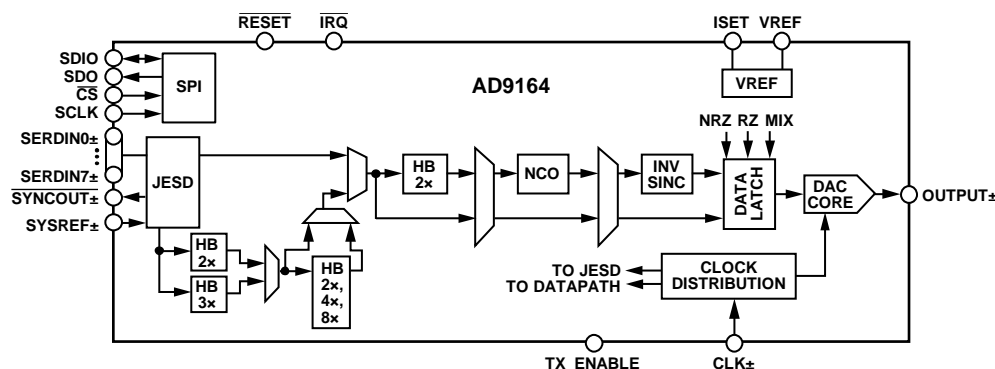 RESET IRQ ISET VREF
SDIO
SDO
CS
SCLK
SPI
AD9164
VREF
NRZ RZ MIX
SERDIN0±
SERDIN7±
SYNCOUT±
SYSREF±
JESD
HB
2×
NCO
INV
SINC
DATA
LATCH
DAC
CORE
OUTPUT±
HB
2×
HB
3×
HB
2×,
4×,
8×
TO JESD
TO DATAPATH
CLOCK
DISTRIBUTION
TX ENABLE
CLK±